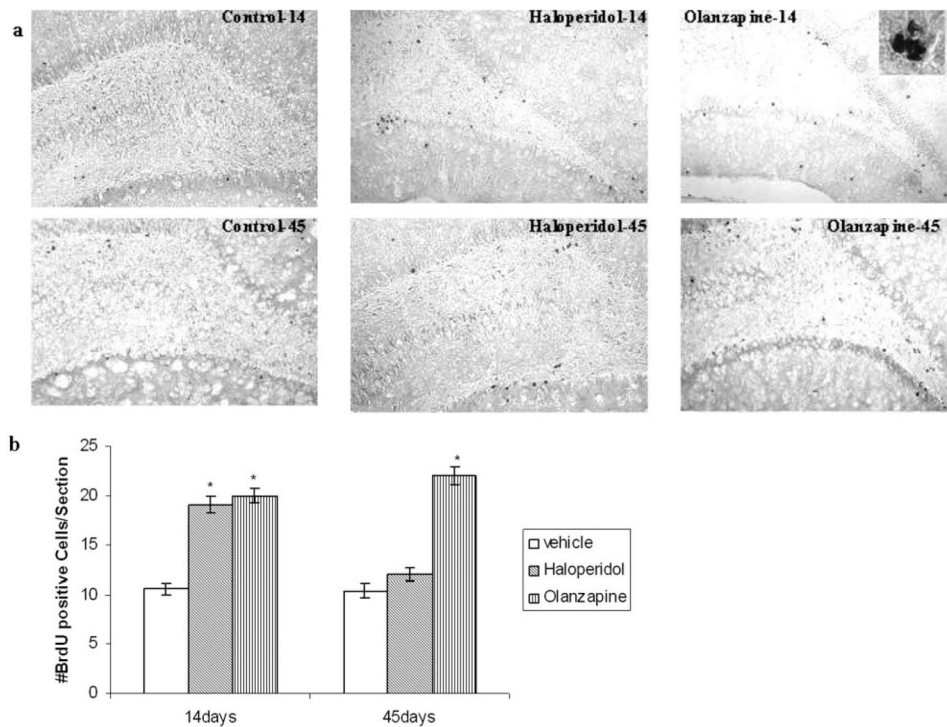 a
Control-14
Haloperidol-14
Olanzapine-14
Control-45
Haloperidol-45
Olanzapine-45
b
#BrdU positive Cells/Section
25
20
15
10
5
0
* *
*
14days
45days
vehicle
Haloperidol
Olanzapine